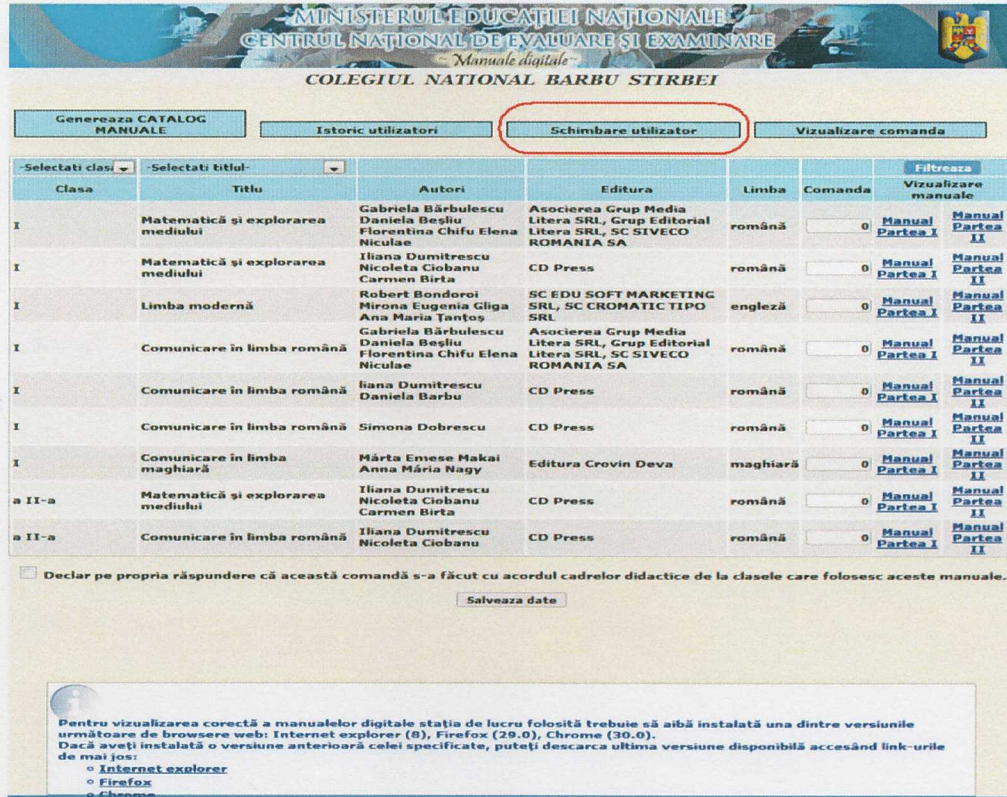 MINISTERUL EDUCAȚIEI NAȚIONALE
CENTRUL NAȚIONAL DE EVALUARE ȘI EXAMINARE
~ Manuale digitale ~
COLEGIUL NATIONAL BARBU STIRBEI
Genereaza CATALOG
MANUALE
Istoric utilizatori
Schimbare utilizator
Vizualizare comanda
-Selectati clasa -Selectati titlul- Filtreaza
Clasa Titlu Autori Editura Limba Comanda Vizualizare
manuale
I Matematică și explorarea
mediului Gabriela Bărbulescu
Daniela Beșliu
Florentina Chifu Elena
Niculae Asocierea Grup Media
Litera SRL, Grup Editorial
Litera SRL, SC SIVECO
ROMANIA SA română 0 Manual
Partea I Manual
Partea
II
I Matematică și explorarea
mediului Iliana Dumitrescu
Nicoleta Ciobanu
Carmen Birta CD Press română 0 Manual
Partea I Manual
Partea
II
I Limba modernă Robert Bondoroi
Mirona Eugenia Gliga
Ana Maria Țanțoș SC EDU SOFT MARKETING
SRL, SC CROMATIC TIPO
SRL engleză 0 Manual
Partea I Manual
Partea
II
I Comunicare în limba română Gabriela Bărbulescu
Daniela Beșliu
Florentina Chifu Elena
Niculae Asocierea Grup Media
Litera SRL, Grup Editorial
Litera SRL, SC SIVECO
ROMANIA SA română 0 Manual
Partea I Manual
Partea
II
I Comunicare în limba română liana Dumitrescu
Daniela Barbu CD Press română 0 Manual
Partea I Manual
Partea
II
I Comunicare în limba română Simona Dobrescu CD Press română 0 Manual
Partea I Manual
Partea
II
I Comunicare în limba
maghiară Márta Emese Makai
Anna Mária Nagy Editura Crovin Deva maghiară 0 Manual
Partea I Manual
Partea
II
a II-a Matematică și explorarea
mediului Iliana Dumitrescu
Nicoleta Ciobanu
Carmen Birta CD Press română 0 Manual
Partea I Manual
Partea
II
a II-a Comunicare în limba română Iliana Dumitrescu
Nicoleta Ciobanu CD Press română 0 Manual
Partea I Manual
Partea
II
Declar pe propria răspundere că această comandă s-a făcut cu acordul cadrelor didactice de la clasele care folosesc aceste manuale.
Salveaza date
Pentru vizualizarea corectă a manualelor digitale stația de lucru folosită trebuie să aibă instalată una dintre versiunile
următoare de browsere web: Internet explorer (8), Firefox (29.0), Chrome (30.0).
Dacă aveți instalată o versiune anterioară celei specificate, puteți descarca ultima versiune disponibilă accesând link-urile
de mai jos:
Internet explorer
Firefox
Chrome